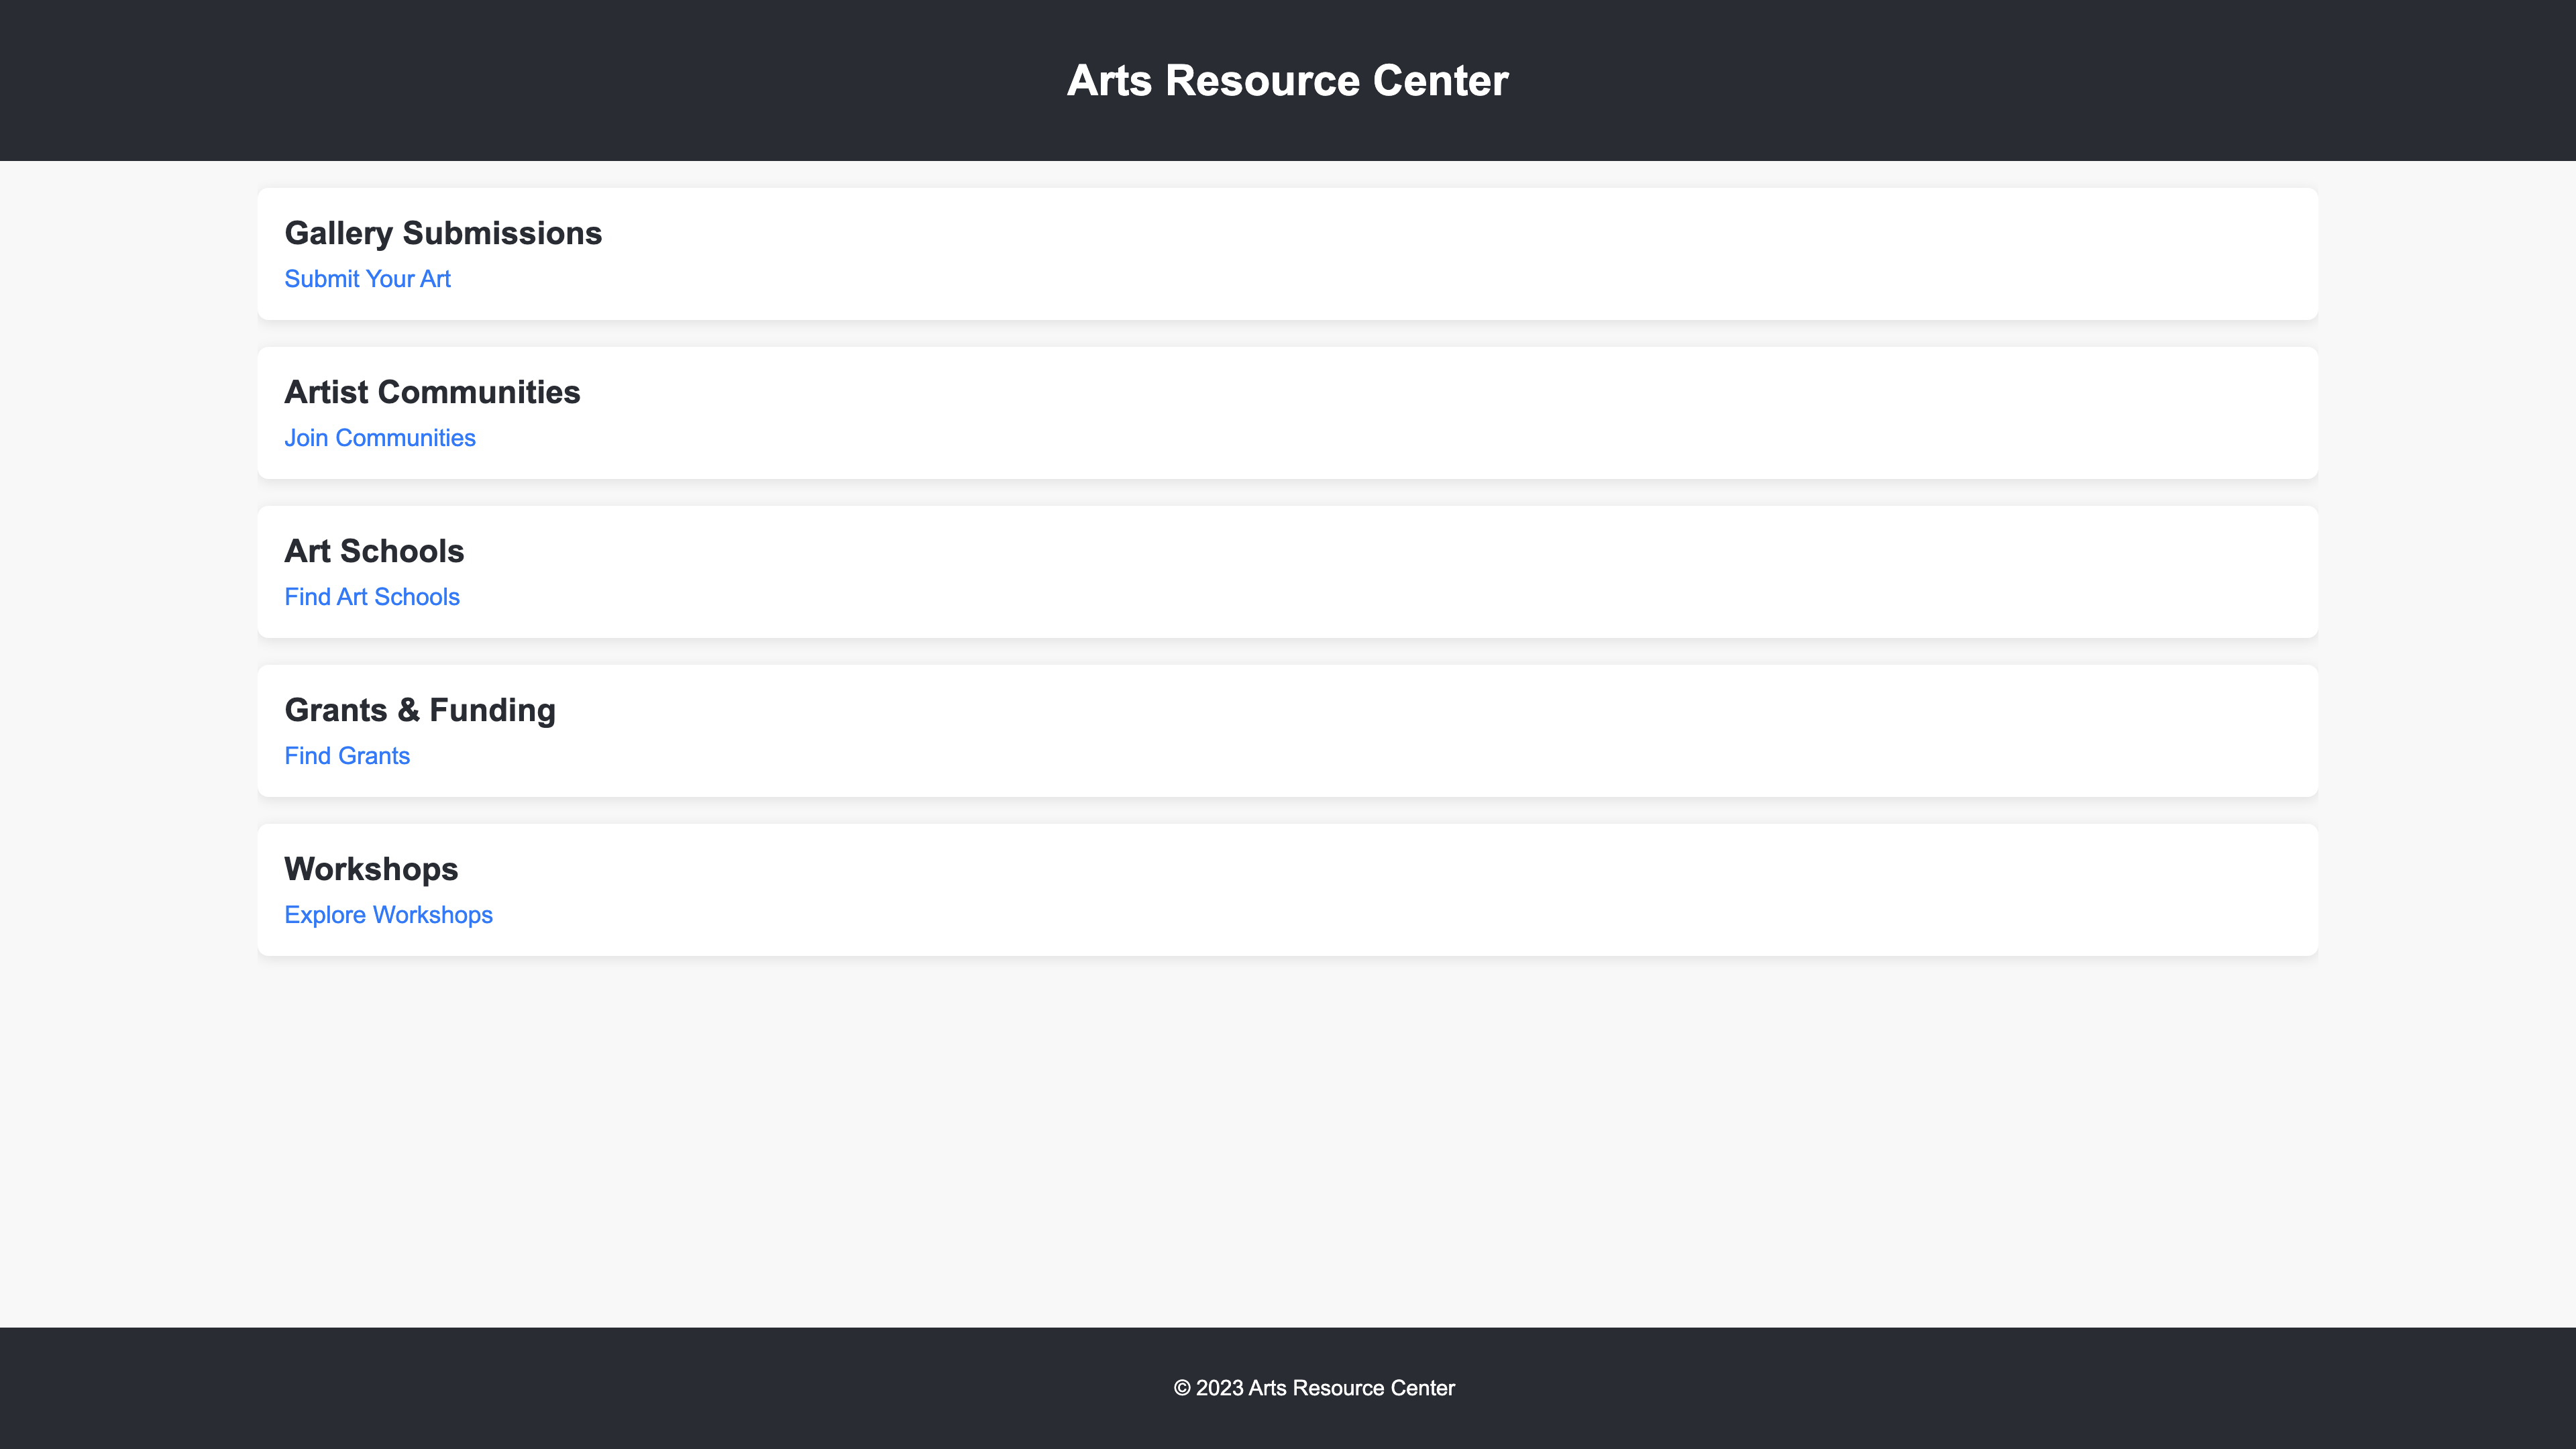 Arts Resource Center
Gallery Submissions
Submit Your Art
Artist Communities
Join Communities
Art Schools
Find Art Schools
Grants & Funding
Find Grants
Workshops
Explore Workshops
© 2023 Arts Resource Center